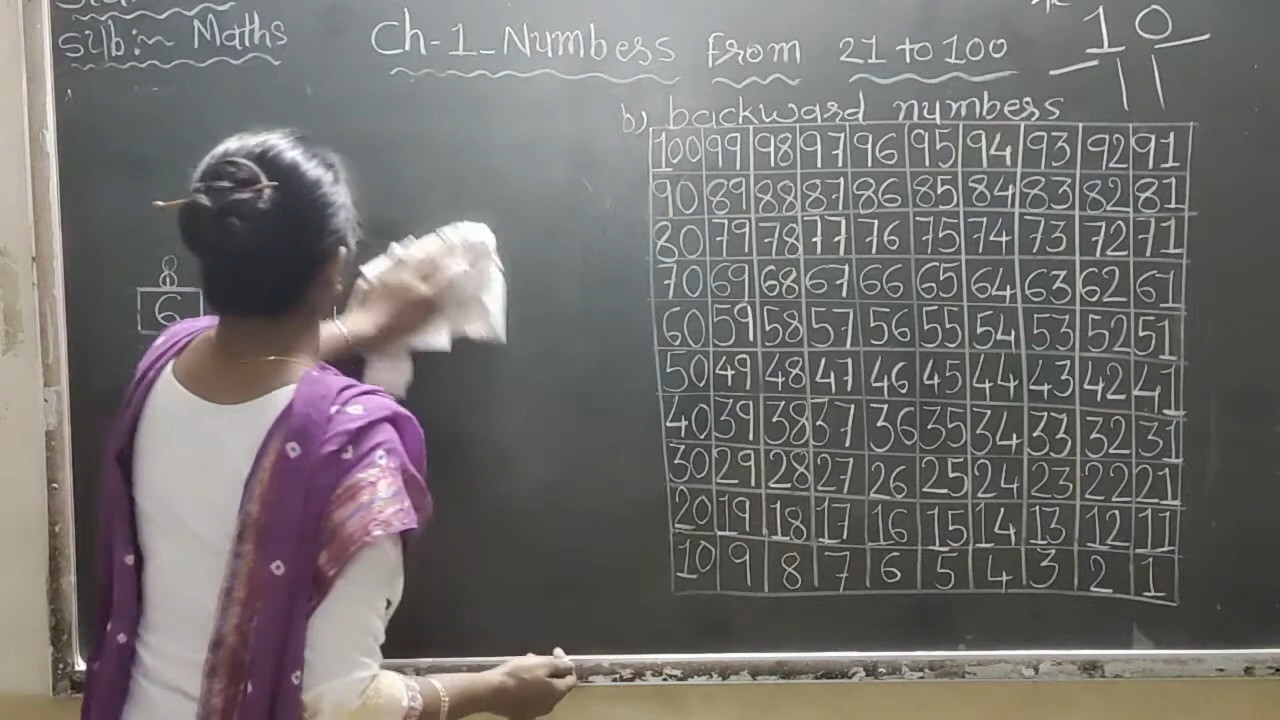 Sub:- Maths
Ch-1_Numbers from 21 to 100
10
11
b) backward numbers
100 99 98 97 96 95 94 93 92 91
90 89 88 87 86 85 84 83 82 81
80 79 78 77 76 75 74 73 72 71
70 69 68 67 66 65 64 63 62 61
60 59 58 57 56 55 54 53 52 51
50 49 48 47 46 45 44 43 42 41
40 39 38 37 36 35 34 33 32 31
30 29 28 27 26 25 24 23 22 21
20 19 18 17 16 15 14 13 12 11
10 9 8 7 6 5 4 3 2 1
8
6